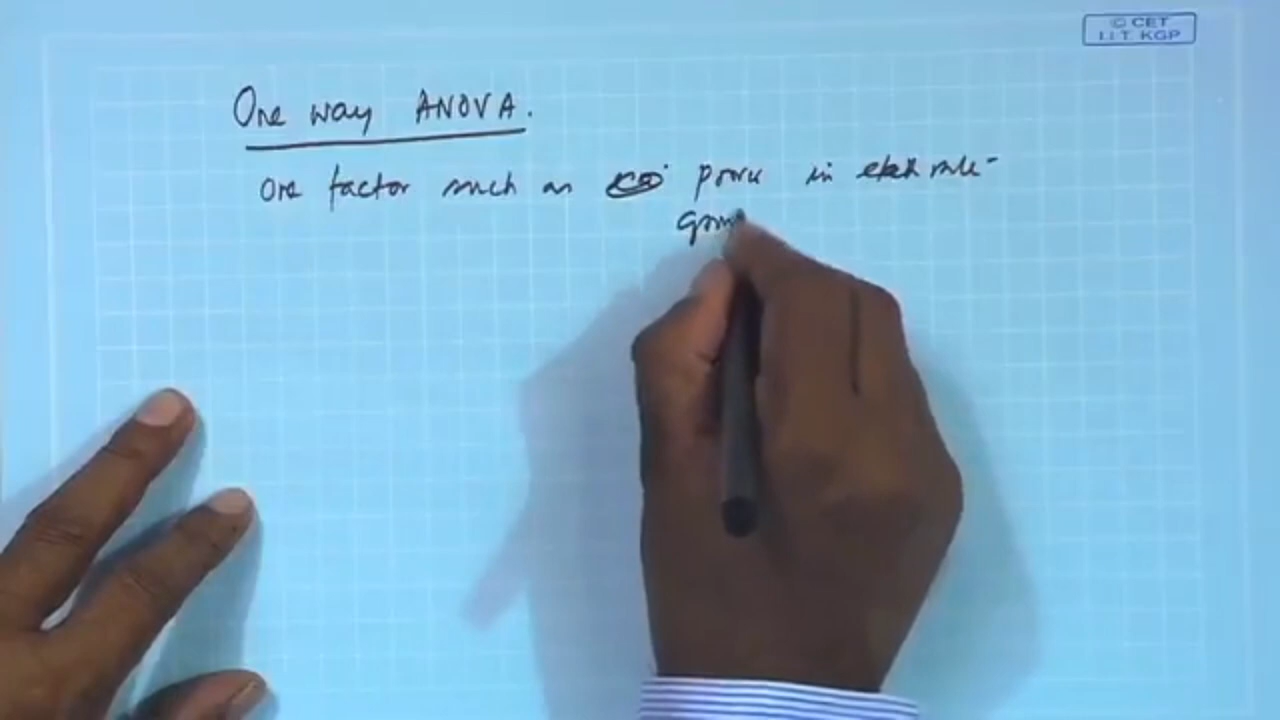 © CET
I.I.T. KGP
One way ANOVA.
One factor such as power in